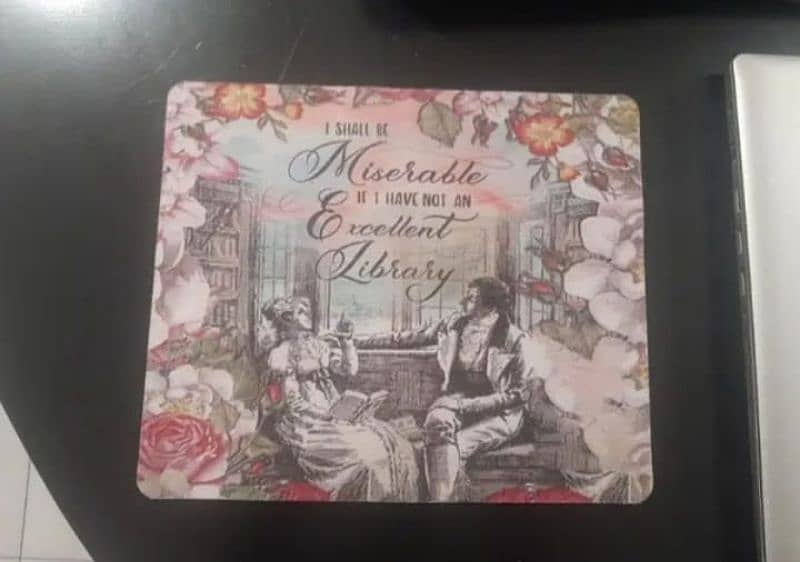 I SHALL BE
Miserable
IF I HAVE NOT AN
Excellent
Library